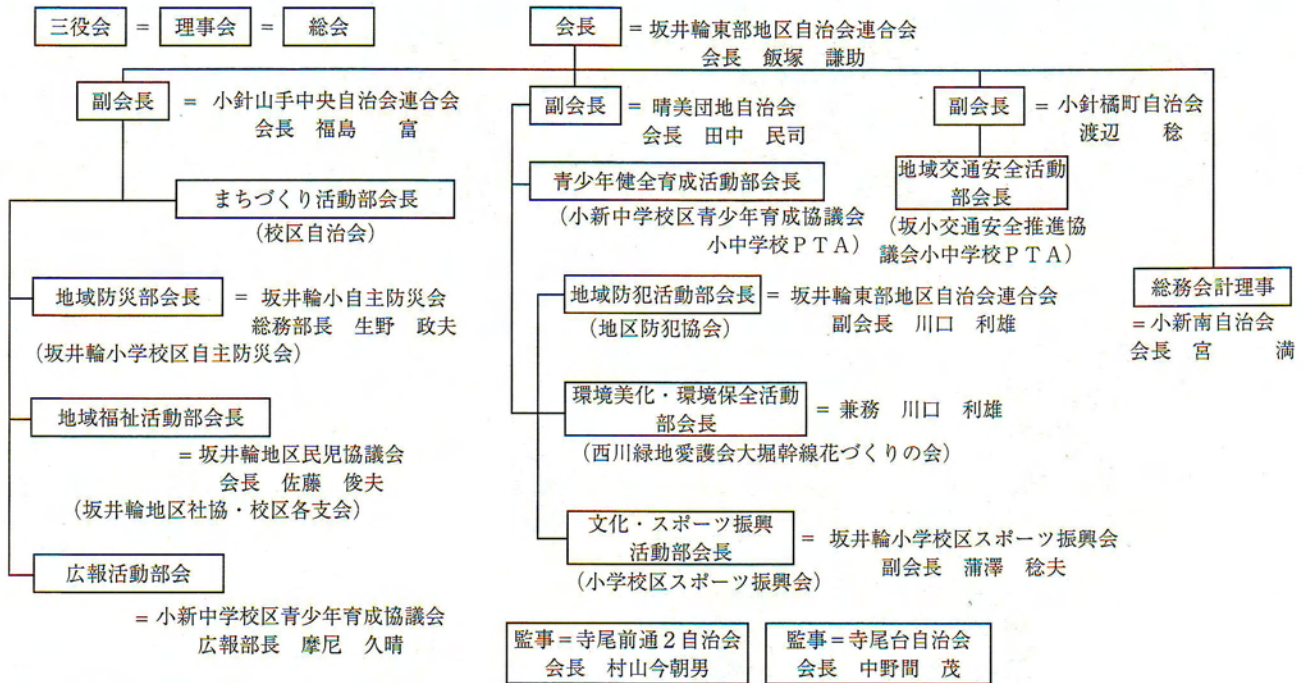 三役会 = 理事会 = 総会
会長 = 坂井輪東部地区自治会連合会
会長 飯塚 謙助
副会長 = 小針山手中央自治会連合会
会長 福島 富
まちづくり活動部会長
(校区自治会)
地域防災部会長 = 坂井輪小自主防災会
総務部長 生野 政夫
(坂井輪小学校区自主防災会)
地域福祉活動部会長
= 坂井輪地区民児協議会
会長 佐藤 俊夫
(坂井輪地区社協・校区各支会)
広報活動部会
= 小新中学校区青少年育成協議会
広報部長 摩尼 久晴
副会長 = 晴美団地自治会
会長 田中 民司
青少年健全育成活動部会長
(小新中学校区青少年育成協議会
小中学校PTA)
地域防犯活動部会長 = 坂井輪東部地区自治会連合会
(地区防犯協会) 副会長 川口 利雄
環境美化・環境保全活動
部会長 = 兼務 川口 利雄
(西川緑地愛護会大堀幹線花づくりの会)
文化・スポーツ振興
活動部会長 = 坂井輪小学校区スポーツ振興会
(小学校区スポーツ振興会) 副会長 蒲澤 稔夫
副会長 = 小針橘町自治会
渡辺 稔
地域交通安全活動
部会長
(坂小交通安全推進協
議会小中学校PTA)
総務会計理事
=小新南自治会
会長 宮 満
監事=寺尾前通2自治会
会長 村山今朝男
監事=寺尾台自治会
会長 中野間 茂